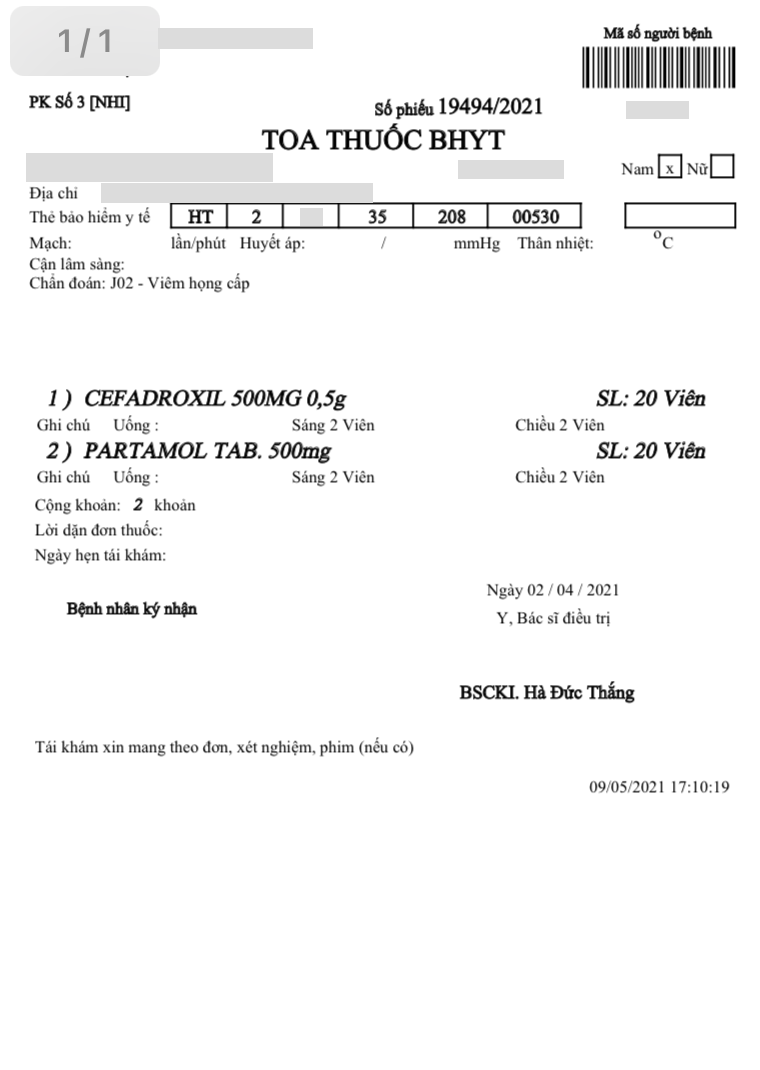 1/1
Mã số người bệnh
PK Số 3 [NHI]
Số phiếu 19494/2021
TOA THUỐC BHYT
Nam x Nữ
Địa chỉ
Thẻ bảo hiểm y tế HT 2 35 208 00530
Mạch: lần/phút Huyết áp: / mmHg Thân nhiệt: °C
Cận lâm sàng:
Chẩn đoán: J02 - Viêm họng cấp
1 ) CEFADROXIL 500MG 0,5g SL: 20 Viên
Ghi chú Uống : Sáng 2 Viên Chiều 2 Viên
2 ) PARTAMOL TAB. 500mg SL: 20 Viên
Ghi chú Uống : Sáng 2 Viên Chiều 2 Viên
Cộng khoản: 2 khoản
Lời dặn đơn thuốc:
Ngày hẹn tái khám:
Ngày 02 / 04 / 2021
Bệnh nhân ký nhận
Y, Bác sĩ điều trị
BSCKI. Hà Đức Thắng
Tái khám xin mang theo đơn, xét nghiệm, phim (nếu có)
09/05/2021 17:10:19